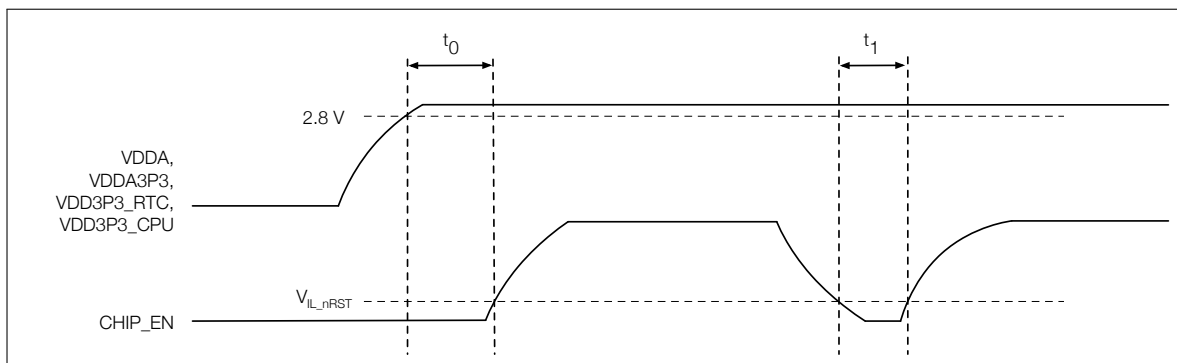 t0
t1
2.8 V
VDDA,
VDDA3P3,
VDD3P3_RTC,
VDD3P3_CPU
VIL_nRST
CHIP_EN